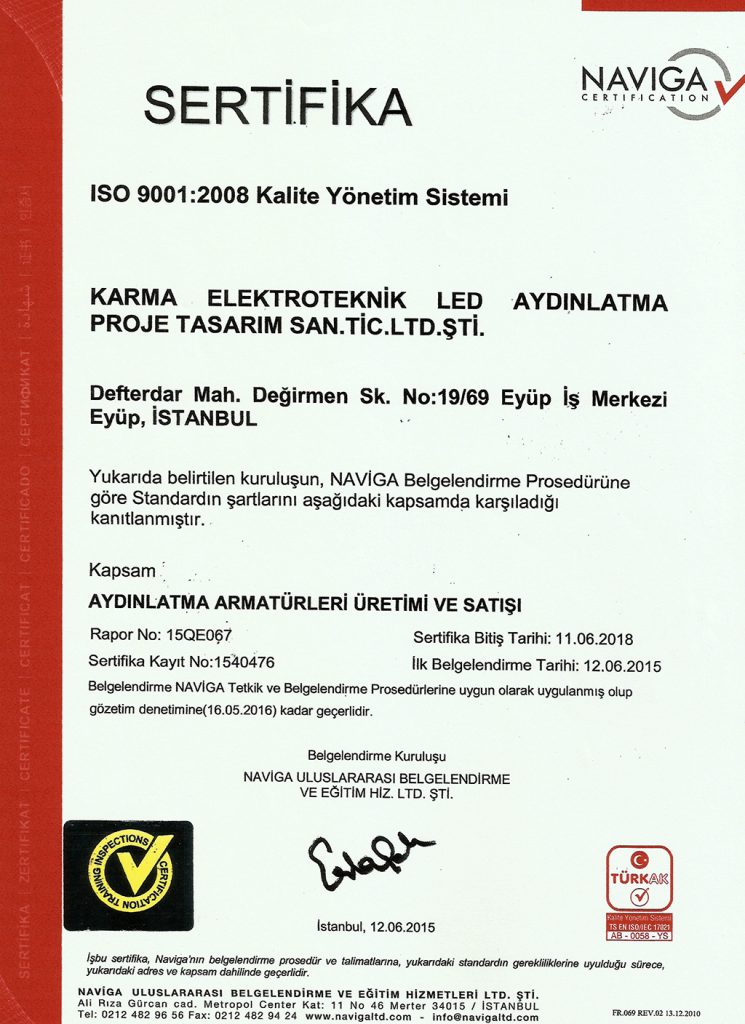 NAVIGA
CERTIFICATION
SERTİFİKA
ISO 9001:2008 Kalite Yönetim Sistemi
KARMA ELEKTROTEKNİK LED AYDINLATMA
PROJE TASARIM SAN.TİC.LTD.ŞTİ.
Defterdar Mah. Değirmen Sk. No:19/69 Eyüp İş Merkezi
Eyüp, İSTANBUL
Yukarıda belirtilen kuruluşun, NAVİGA Belgelendirme Prosedürüne
göre Standardın şartlarını aşağıdaki kapsamda karşıladığı
kanıtlanmıştır.
Kapsam
AYDINLATMA ARMATÜRLERİ ÜRETİMİ VE SATIŞI
Rapor No: 15QE067
Sertifika Bitiş Tarihi: 11.06.2018
Sertifika Kayıt No:1540476
İlk Belgelendirme Tarihi: 12.06.2015
Belgelendirme NAVİGA Tetkik ve Belgelendirme Prosedürlerine uygun olarak uygulanmış olup
gözetim denetimine(16.05.2016) kadar geçerlidir.
Belgelendirme Kuruluşu
NAVİGA ULUSLARARASI BELGELENDİRME
VE EĞİTİM HİZ. LTD. ŞTİ.
INSPECTIONS CERTIFICATION TRAINING
TÜRKAK
Kalite Yönetim Sistemi
TS EN ISO/IEC 17021
AB - 0058 - YS
İstanbul, 12.06.2015
İşbu sertifika, Naviga'nın belgelendirme prosedür ve talimatlarına, yukarıdaki standardın gerekliliklerine uyulduğu sürece,
yukarıdaki adres ve kapsam dahilinde geçerlidir.
NAVİGA ULUSLARARASI BELGELENDİRME VE EĞİTİM HİZMETLERİ LTD. ŞTİ.
Ali Rıza Gürcan cad. Metropol Center Kat: 11 No 46 Merter 34015 / İSTANBUL
Tel: 0212 482 96 56 Fax: 0212 482 94 24 www.navigaltd.com - info@navigaltd.com
FR.069 REV.02 13.12.2010
SERTİFİKA | ZERTIFIKAT | CERTIFICATE | CERTIFICAT | CERTIFICADO | СЕРТИФИКАТ | شهادة